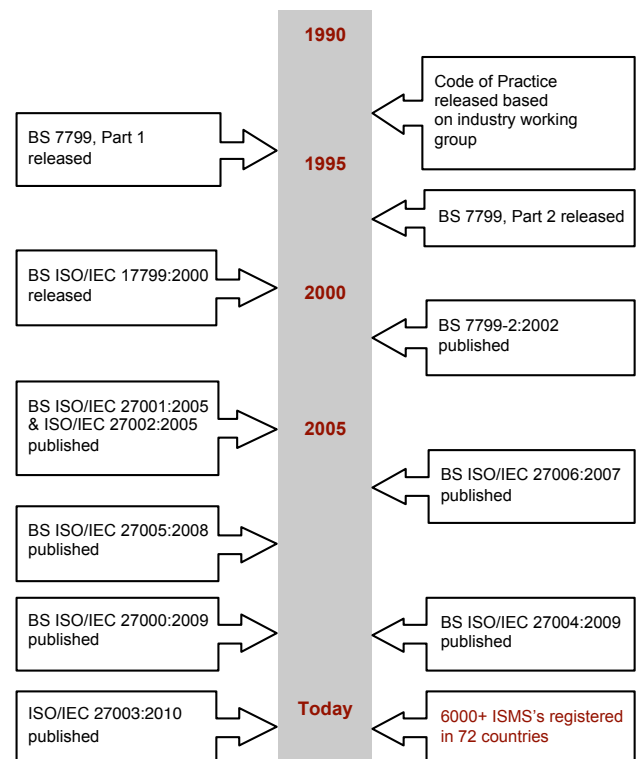 1990
Code of Practice
released based
on industry working
group
BS 7799, Part 1
released
1995
BS 7799, Part 2 released
BS ISO/IEC 17799:2000
released
2000
BS 7799-2:2002
published
BS ISO/IEC 27001:2005
& ISO/IEC 27002:2005
published
2005
BS ISO/IEC 27006:2007
published
BS ISO/IEC 27005:2008
published
BS ISO/IEC 27000:2009
published
BS ISO/IEC 27004:2009
published
ISO/IEC 27003:2010
published
Today
6000+ ISMS's registered
in 72 countries